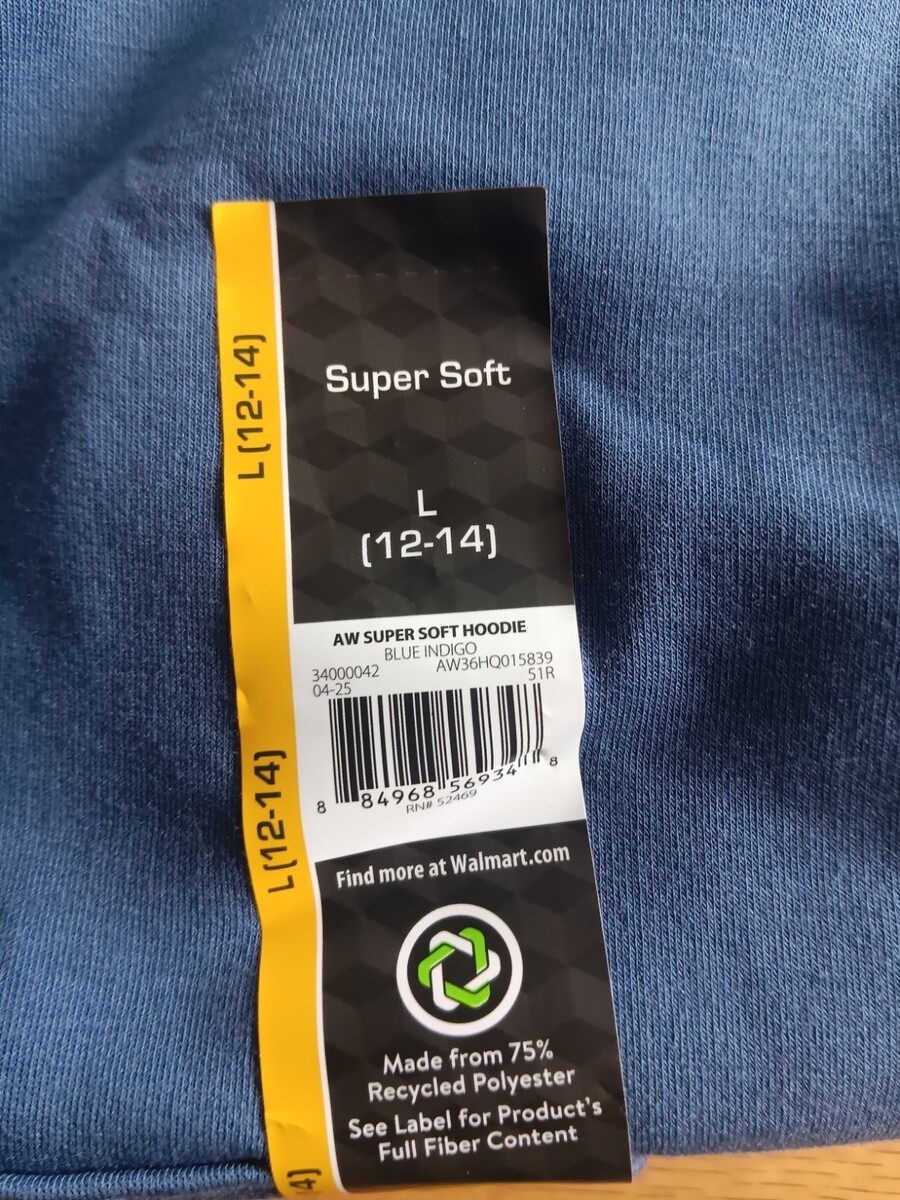 Super Soft
L
(12-14)
L (12-14)
AW SUPER SOFT HOODIE
BLUE INDIGO
34000042 AW36HQ015839
04-25 51R
8 84968 56934 8
RN# 52469
L (12-14)
Find more at Walmart.com
Made from 75%
Recycled Polyester
See Label for Product's
Full Fiber Content
4)